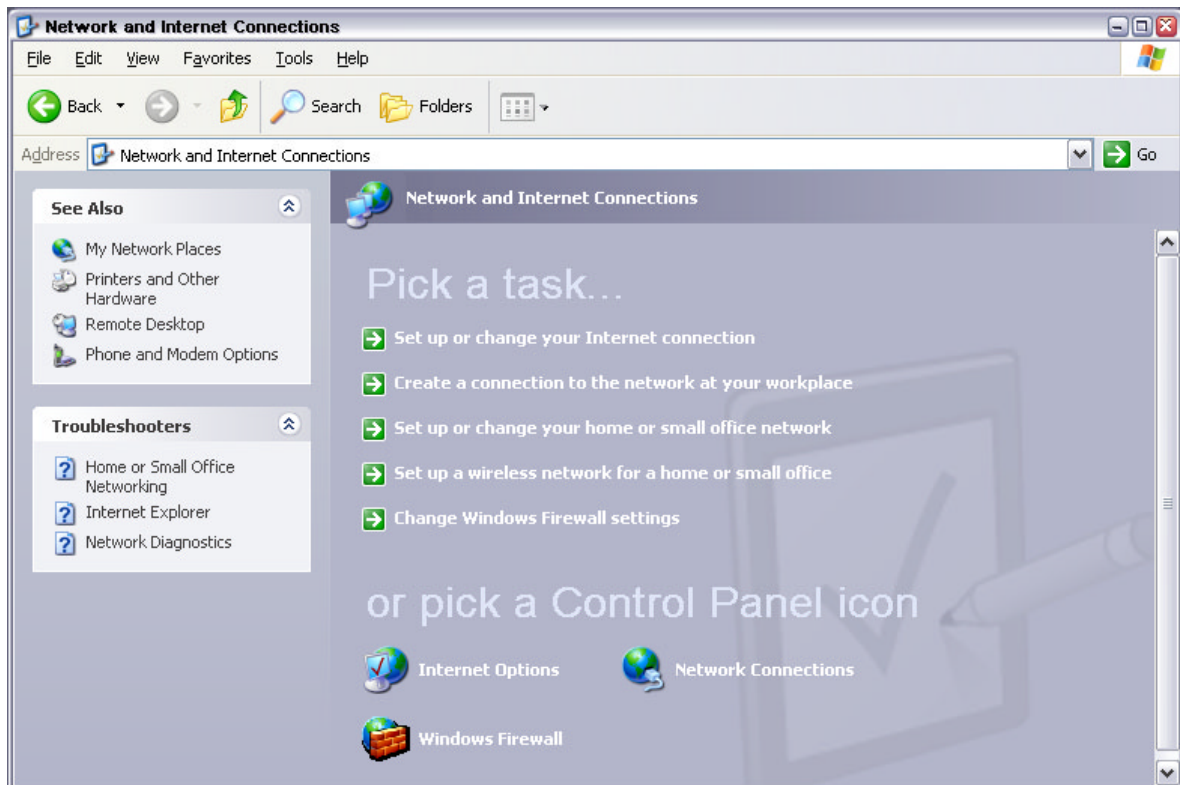 Network and Internet Connections
File Edit View Favorites Tools Help
Back Search Folders
Address Network and Internet Connections Go
See Also
My Network Places
Printers and Other
Hardware
Remote Desktop
Phone and Modem Options
Troubleshooters
Home or Small Office
Networking
Internet Explorer
Network Diagnostics
Network and Internet Connections
Pick a task...
Set up or change your Internet connection
Create a connection to the network at your workplace
Set up or change your home or small office network
Set up a wireless network for a home or small office
Change Windows Firewall settings
or pick a Control Panel icon
Internet Options Network Connections
Windows Firewall